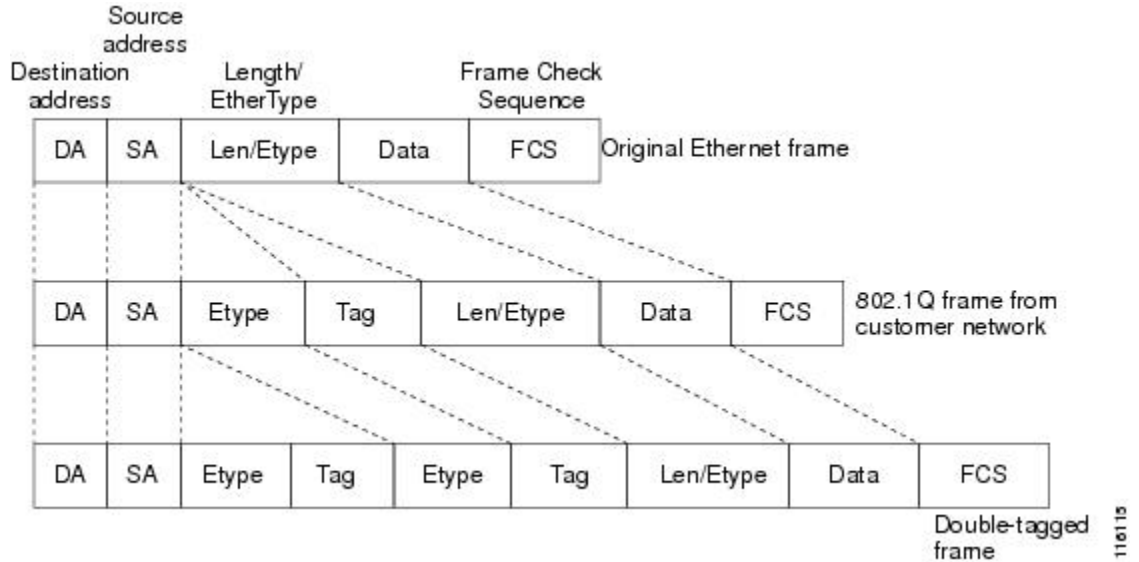 Source
address
Destination
address
Length/
EtherType
Frame Check
Sequence
DA SA Len/Etype Data FCS Original Ethernet frame
DA SA Etype Tag Len/Etype Data FCS
802.1Q frame from
customer network
DA SA Etype Tag Etype Tag Len/Etype Data FCS
Double-tagged
frame
116115